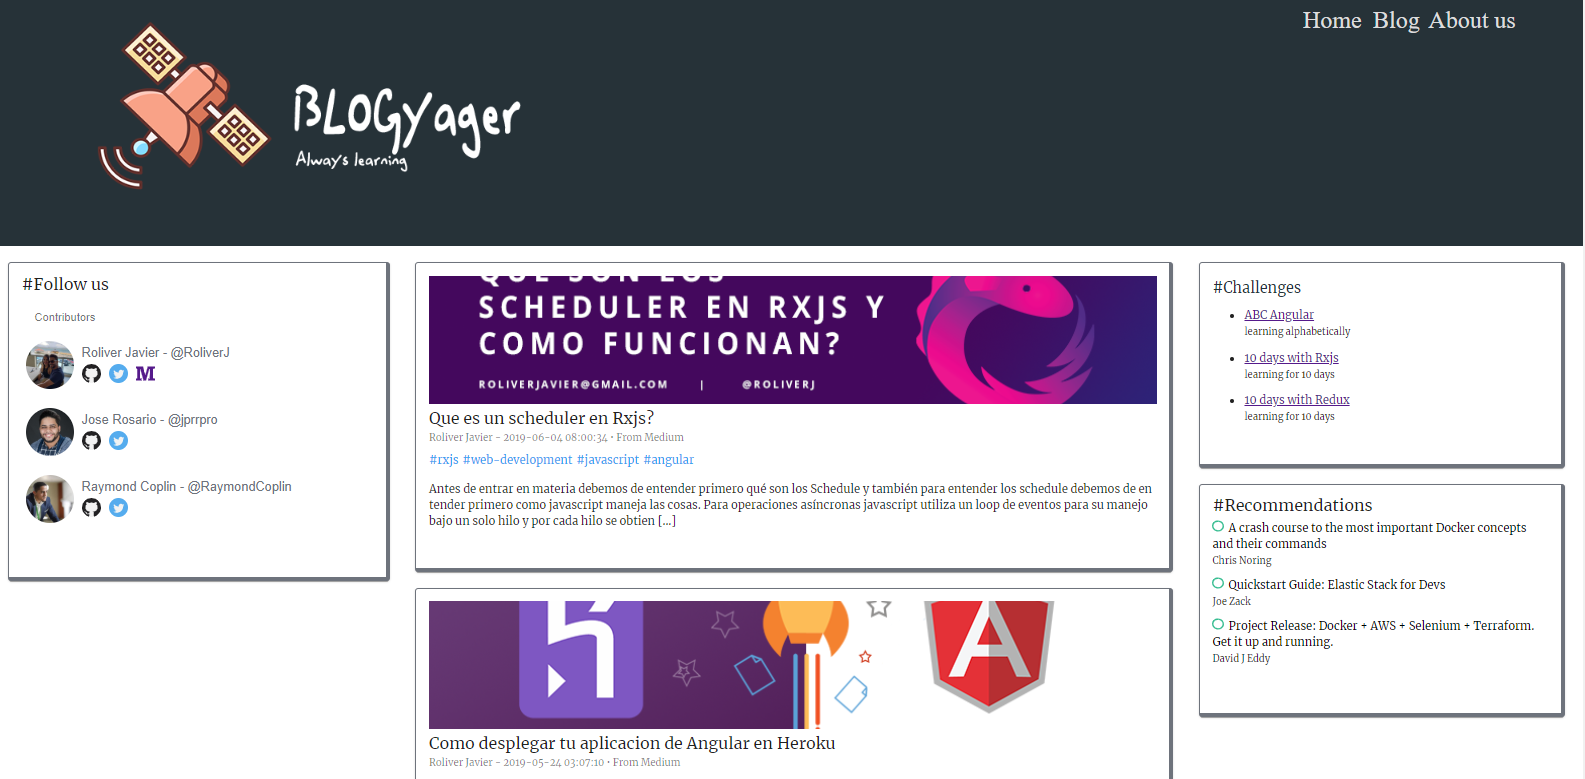 Home Blog About us
BLOGYager
Always learning
#Follow us
Contributors
Roliver Javier - @RoliverJ
M
Jose Rosario - @jprrpro
Raymond Coplin - @RaymondCoplin
QUE SON LOS
SCHEDULER EN RXJS Y
COMO FUNCIONAN?
ROLIVERJAVIER@GMAIL.COM | @ROLIVERJ
Que es un scheduler en Rxjs?
Roliver Javier - 2019-06-04 08:00:34 • From Medium
#rxjs #web-development #javascript #angular
Antes de entrar en materia debemos de entender primero qué son los Schedule y también para entender los schedule debemos de en
tender primero como javascript maneja las cosas. Para operaciones asíncronas javascript utiliza un loop de eventos para su manejo
bajo un solo hilo y por cada hilo se obtien [...]
A
Como desplegar tu aplicacion de Angular en Heroku
Roliver Javier - 2019-05-24 03:07:10 • From Medium
#Challenges
ABC Angular
learning alphabetically
10 days with Rxjs
learning for 10 days
10 days with Redux
learning for 10 days
#Recommendations
A crash course to the most important Docker concepts
and their commands
Chris Noring
Quickstart Guide: Elastic Stack for Devs
Joe Zack
Project Release: Docker + AWS + Selenium + Terraform.
Get it up and running.
David J Eddy